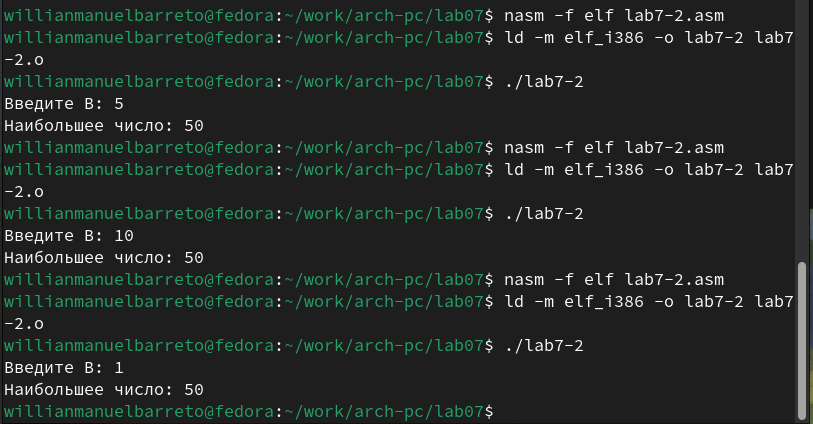 willianmanuelbarreto@fedora:~/work/arch-pc/lab07$ nasm -f elf lab7-2.asm
willianmanuelbarreto@fedora:~/work/arch-pc/lab07$ ld -m elf_i386 -o lab7-2 lab7
-2.o
willianmanuelbarreto@fedora:~/work/arch-pc/lab07$ ./lab7-2
Введите В: 5
Наибольшее число: 50
willianmanuelbarreto@fedora:~/work/arch-pc/lab07$ nasm -f elf lab7-2.asm
willianmanuelbarreto@fedora:~/work/arch-pc/lab07$ ld -m elf_i386 -o lab7-2 lab7
-2.o
willianmanuelbarreto@fedora:~/work/arch-pc/lab07$ ./lab7-2
Введите В: 10
Наибольшее число: 50
willianmanuelbarreto@fedora:~/work/arch-pc/lab07$ nasm -f elf lab7-2.asm
willianmanuelbarreto@fedora:~/work/arch-pc/lab07$ ld -m elf_i386 -o lab7-2 lab7
-2.o
willianmanuelbarreto@fedora:~/work/arch-pc/lab07$ ./lab7-2
Введите В: 1
Наибольшее число: 50
willianmanuelbarreto@fedora:~/work/arch-pc/lab07$